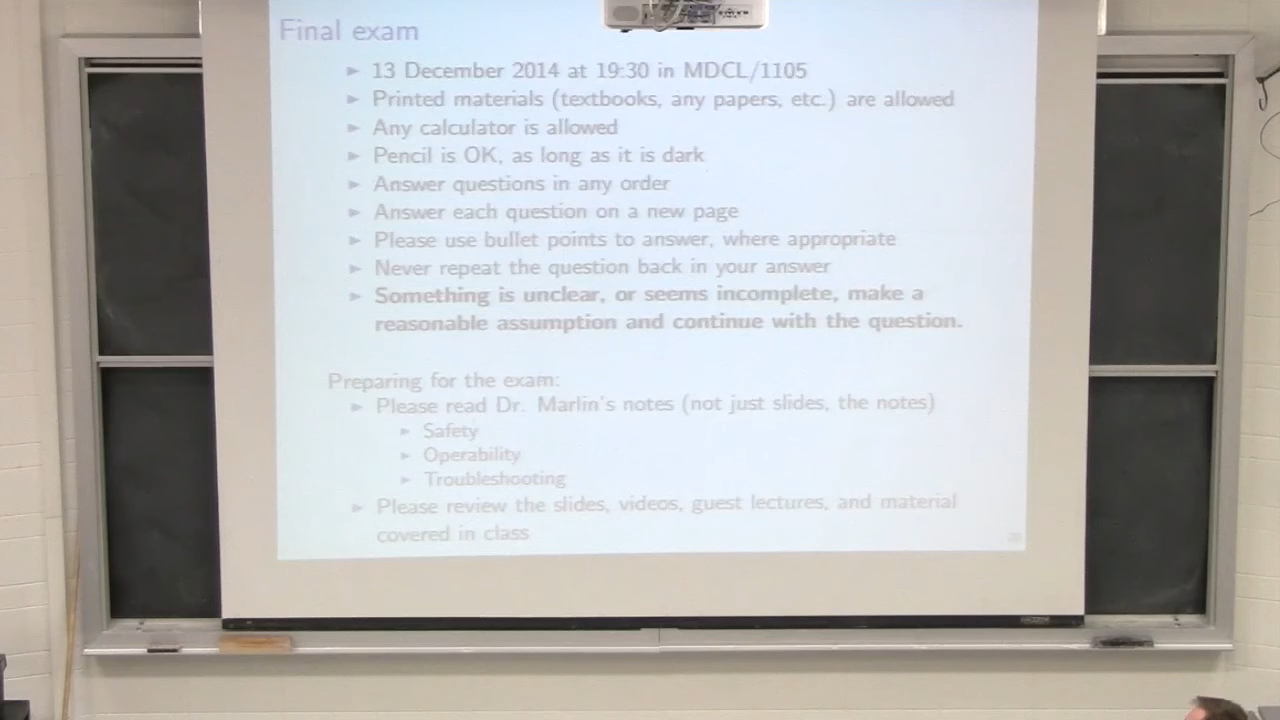 Final exam
► 13 December 2014 at 19:30 in MDCL/1105
► Printed materials (textbooks, any papers, etc.) are allowed
► Any calculator is allowed
► Pencil is OK, as long as it is dark
► Answer questions in any order
► Answer each question on a new page
► Please use bullet points to answer, where appropriate
► Never repeat the question back in your answer
► Something is unclear, or seems incomplete, make a
reasonable assumption and continue with the question.
Preparing for the exam:
► Please read Dr. Marlin's notes (not just slides, the notes)
► Safety
► Operability
► Troubleshooting
► Please review the slides, videos, guest lectures, and material
covered in class